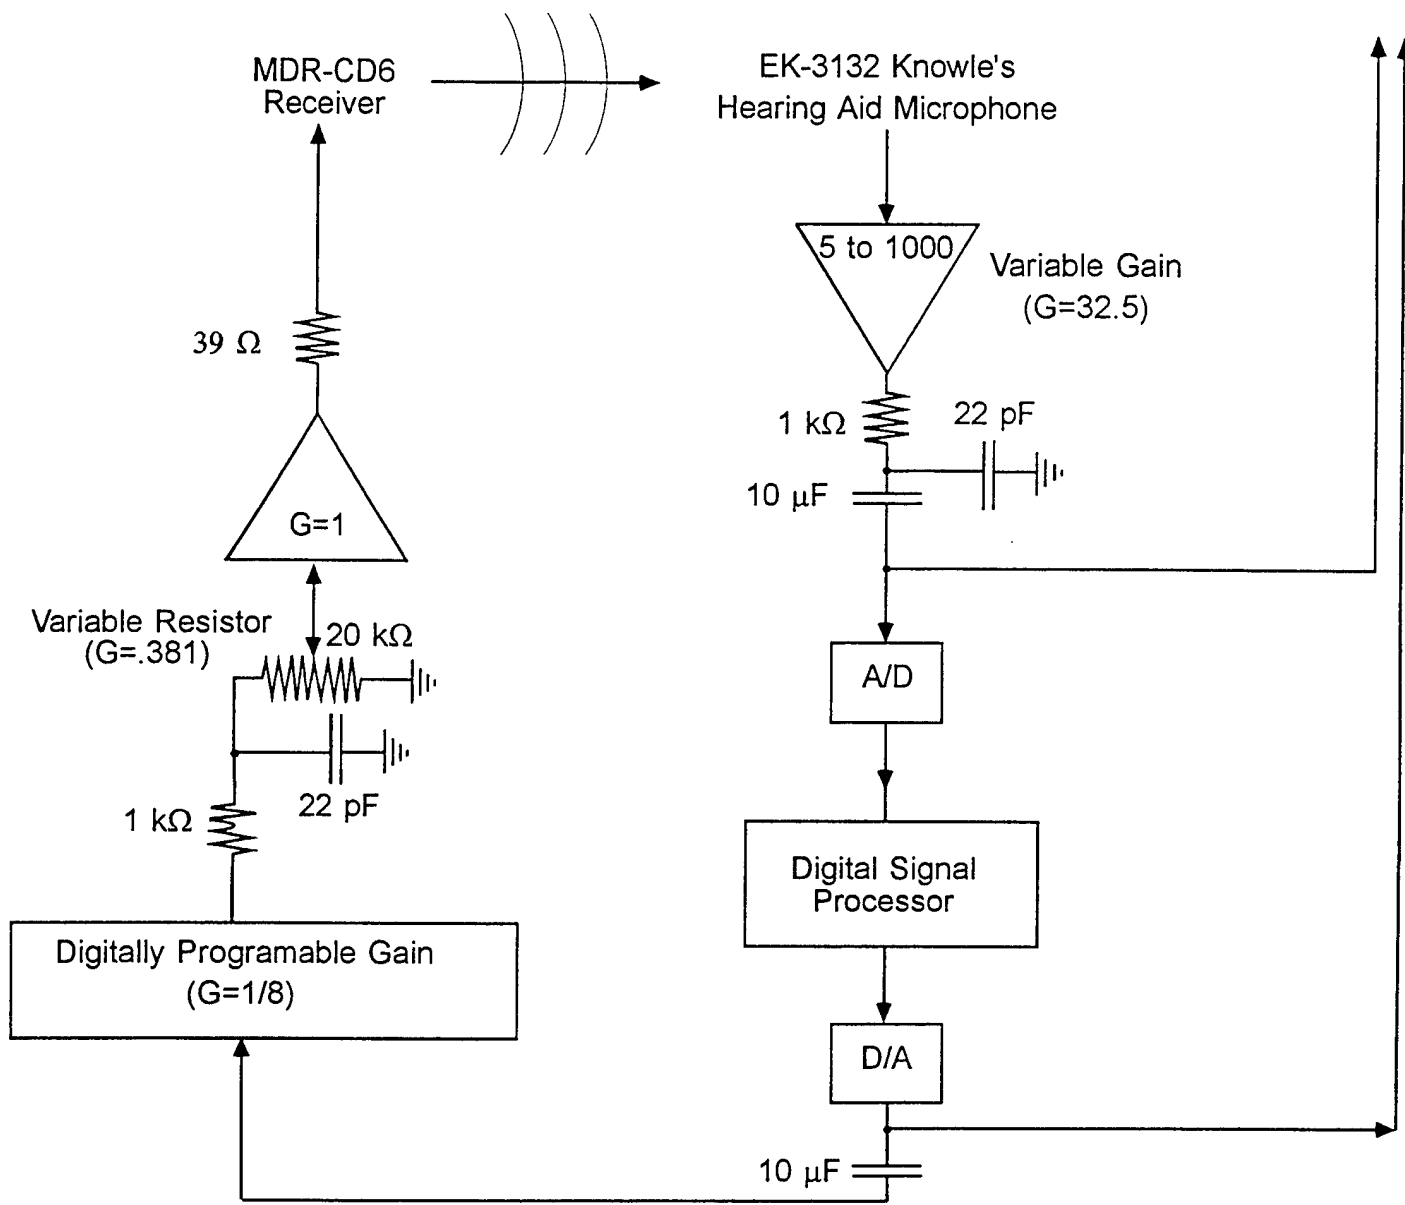 MDR-CD6
Receiver
EK-3132 Knowle's
Hearing Aid Microphone
5 to 1000
Variable Gain
(G=32.5)
39 Ω
1 kΩ
22 pF
10 μF
G=1
Variable Resistor
(G=.381)
20 kΩ
A/D
22 pF
1 kΩ
Digital Signal
Processor
Digitally Programable Gain
(G=1/8)
D/A
10 μF